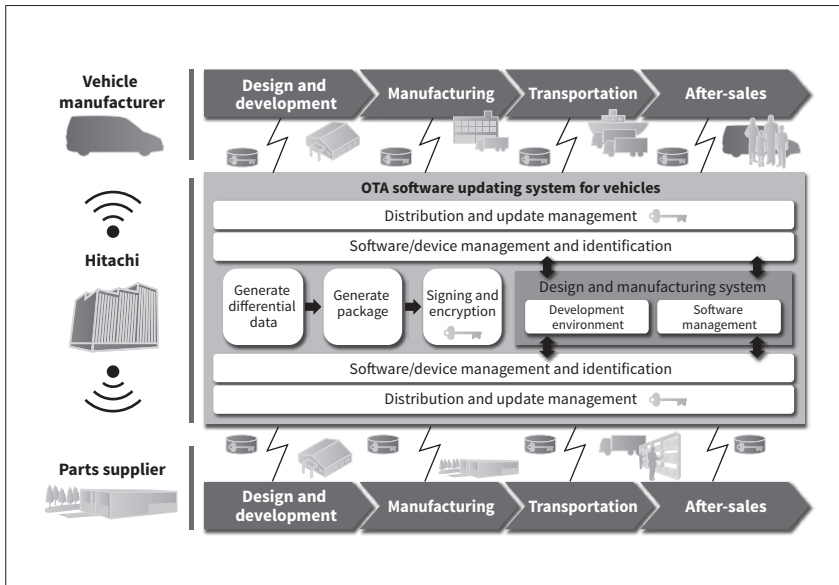 Vehicle
manufacturer
Design and
development
Manufacturing
Transportation
After-sales
Hitachi
OTA software updating system for vehicles
Distribution and update management
Software/device management and identification
Generate
differential
data
Generate
package
Signing and
encryption
Design and manufacturing system
Development
environment
Software
management
Software/device management and identification
Distribution and update management
Parts supplier
Design and
development
Manufacturing
Transportation
After-sales